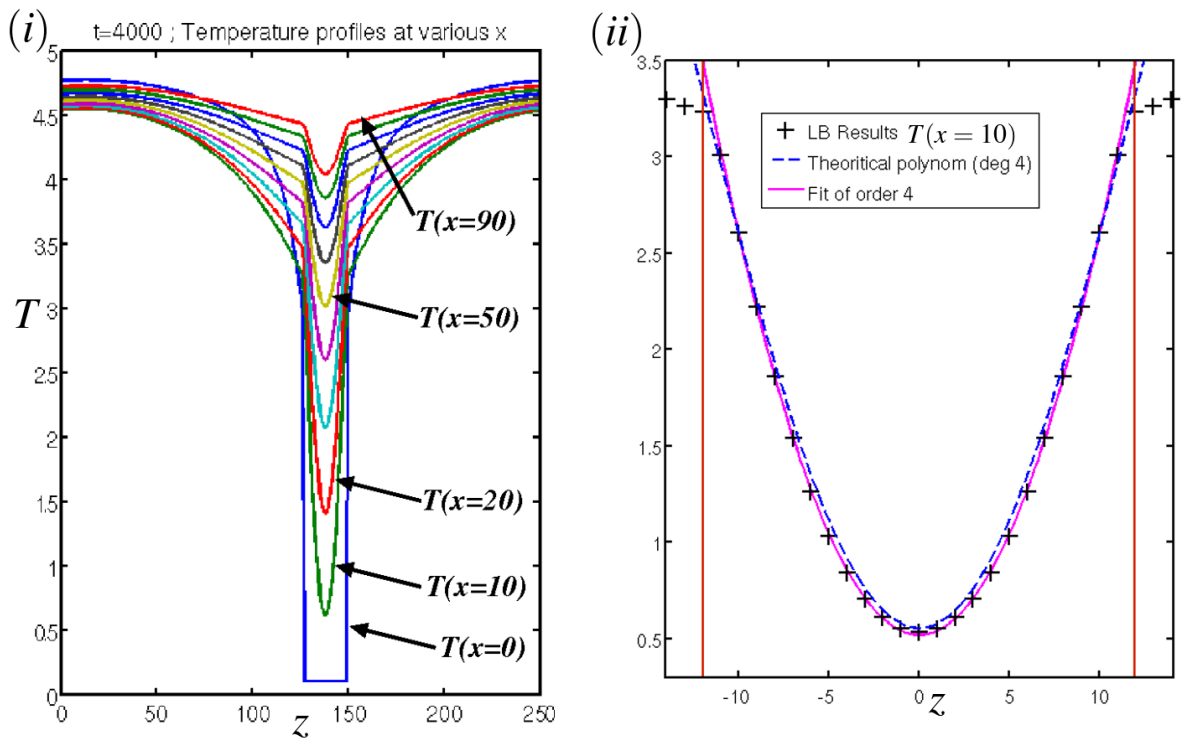 (i)
t=4000 ; Temperature profiles at various x
5
4.5
4
3.5
3
2.5
2
1.5
1
0.5
0
T
T(x=90)
T(x=50)
T(x=20)
T(x=10)
T(x=0)
0 50 100 150 200 250
z
(ii)
3.5
3
2.5
2
1.5
1
0.5
LB Results T(x = 10)
Theoritical polynom (deg 4)
Fit of order 4
-10 -5 0 5 10
z